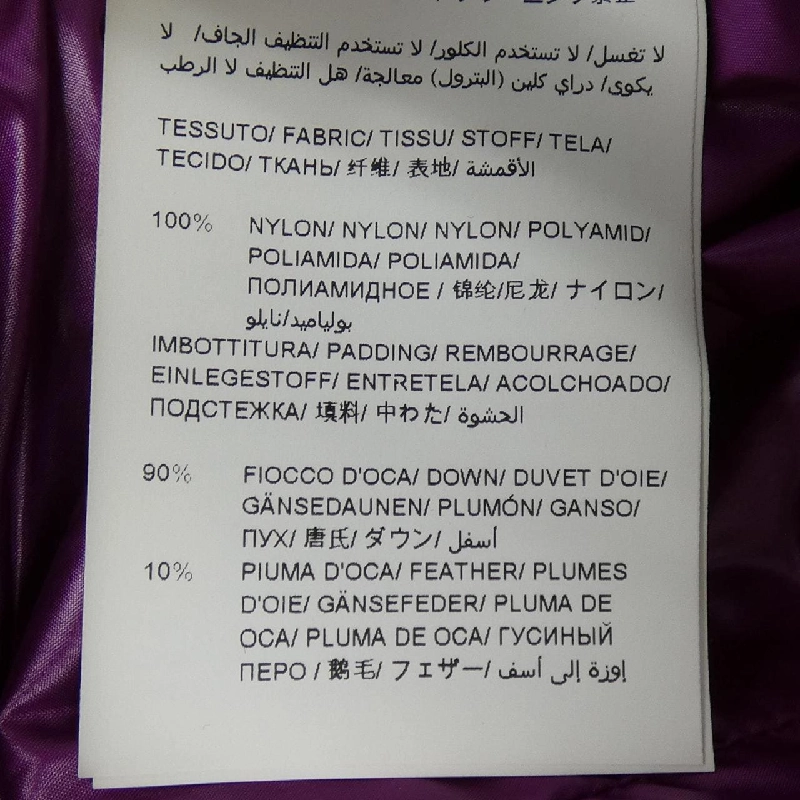 لا تغسل/ لا تستخدم الكلور/ لا تستخدم التنظيف الجاف/ لا
يكوى/ دراي كلين (البترول) معالجة/ هل التنظيف لا الرطب
TESSUTO/ FABRIC/ TISSU/ STOFF/ TELA/
TECIDO/ ТКАНЬ/ 纤维/ 表地/ الأقمشة
100% NYLON/ NYLON/ NYLON/ POLYAMID/
POLIAMIDA/ POLIAMIDA/
ПОЛИАМИДНОЕ / 锦纶/尼龙/ ナイロン/
بولياميد/نايلو
IMBOTTITURA/ PADDING/ REMBOURRAGE/
EINLEGESTOFF/ ENTRETELA/ ACOLCHOADO/
ПОДСТЕЖКА/ 填料/ 中わた/ الحشوة
90% FIOCCO D'OCA/ DOWN/ DUVET D'OIE/
GÄNSEDAUNEN/ PLUMÓN/ GANSO/
ПУХ/ 唐氏/ ダウン/ أسفل
10% PIUMA D'OCA/ FEATHER/ PLUMES
D'OIE/ GÄNSEFEDER/ PLUMA DE
OCA/ PLUMA DE OCA/ ГУСИНЫЙ
ПЕРО / 鹅毛/ フェザー/ إوزة إلى أسف